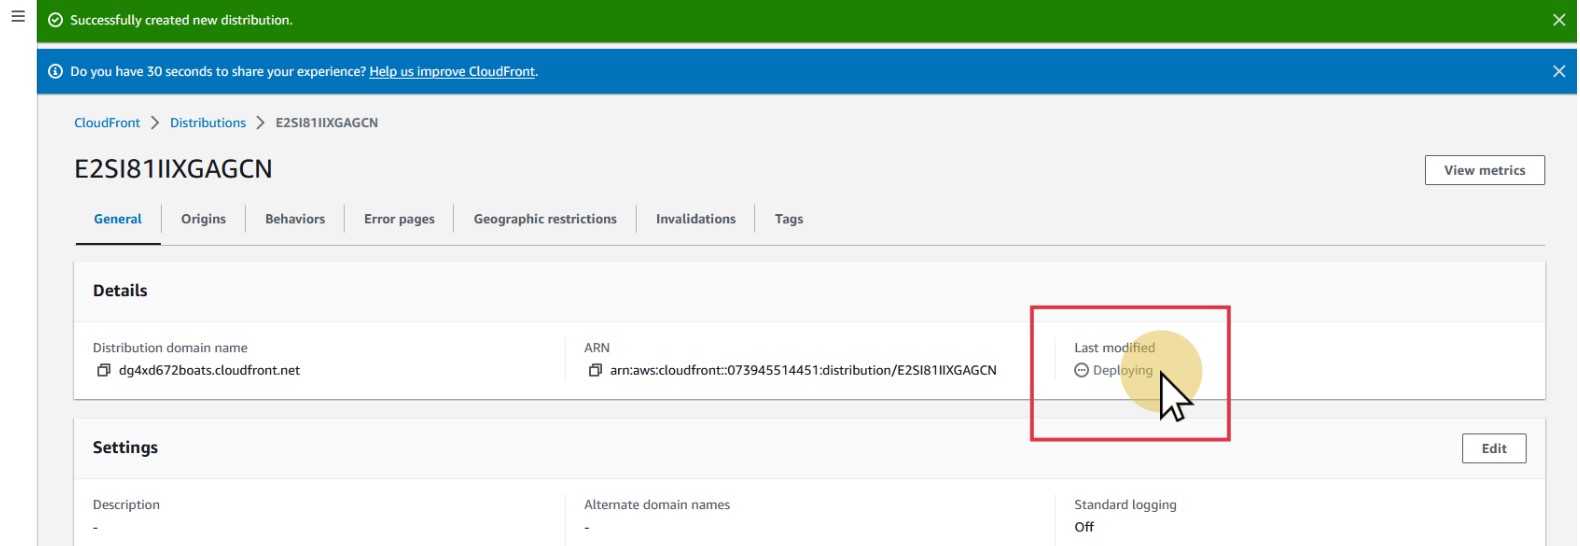 Successfully created new distribution.
Do you have 30 seconds to share your experience? Help us improve CloudFront.
CloudFront > Distributions > E2SI81IIXGAGCN
E2SI81IIXGAGCN
View metrics
General Origins Behaviors Error pages Geographic restrictions Invalidations Tags
Details
Distribution domain name ARN Last modified
dg4xd672boats.cloudfront.net arn:aws:cloudfront::073945514451:distribution/E2SI81IIXGAGCN Deploying
Settings Edit
Description Alternate domain names Standard logging
- - Off